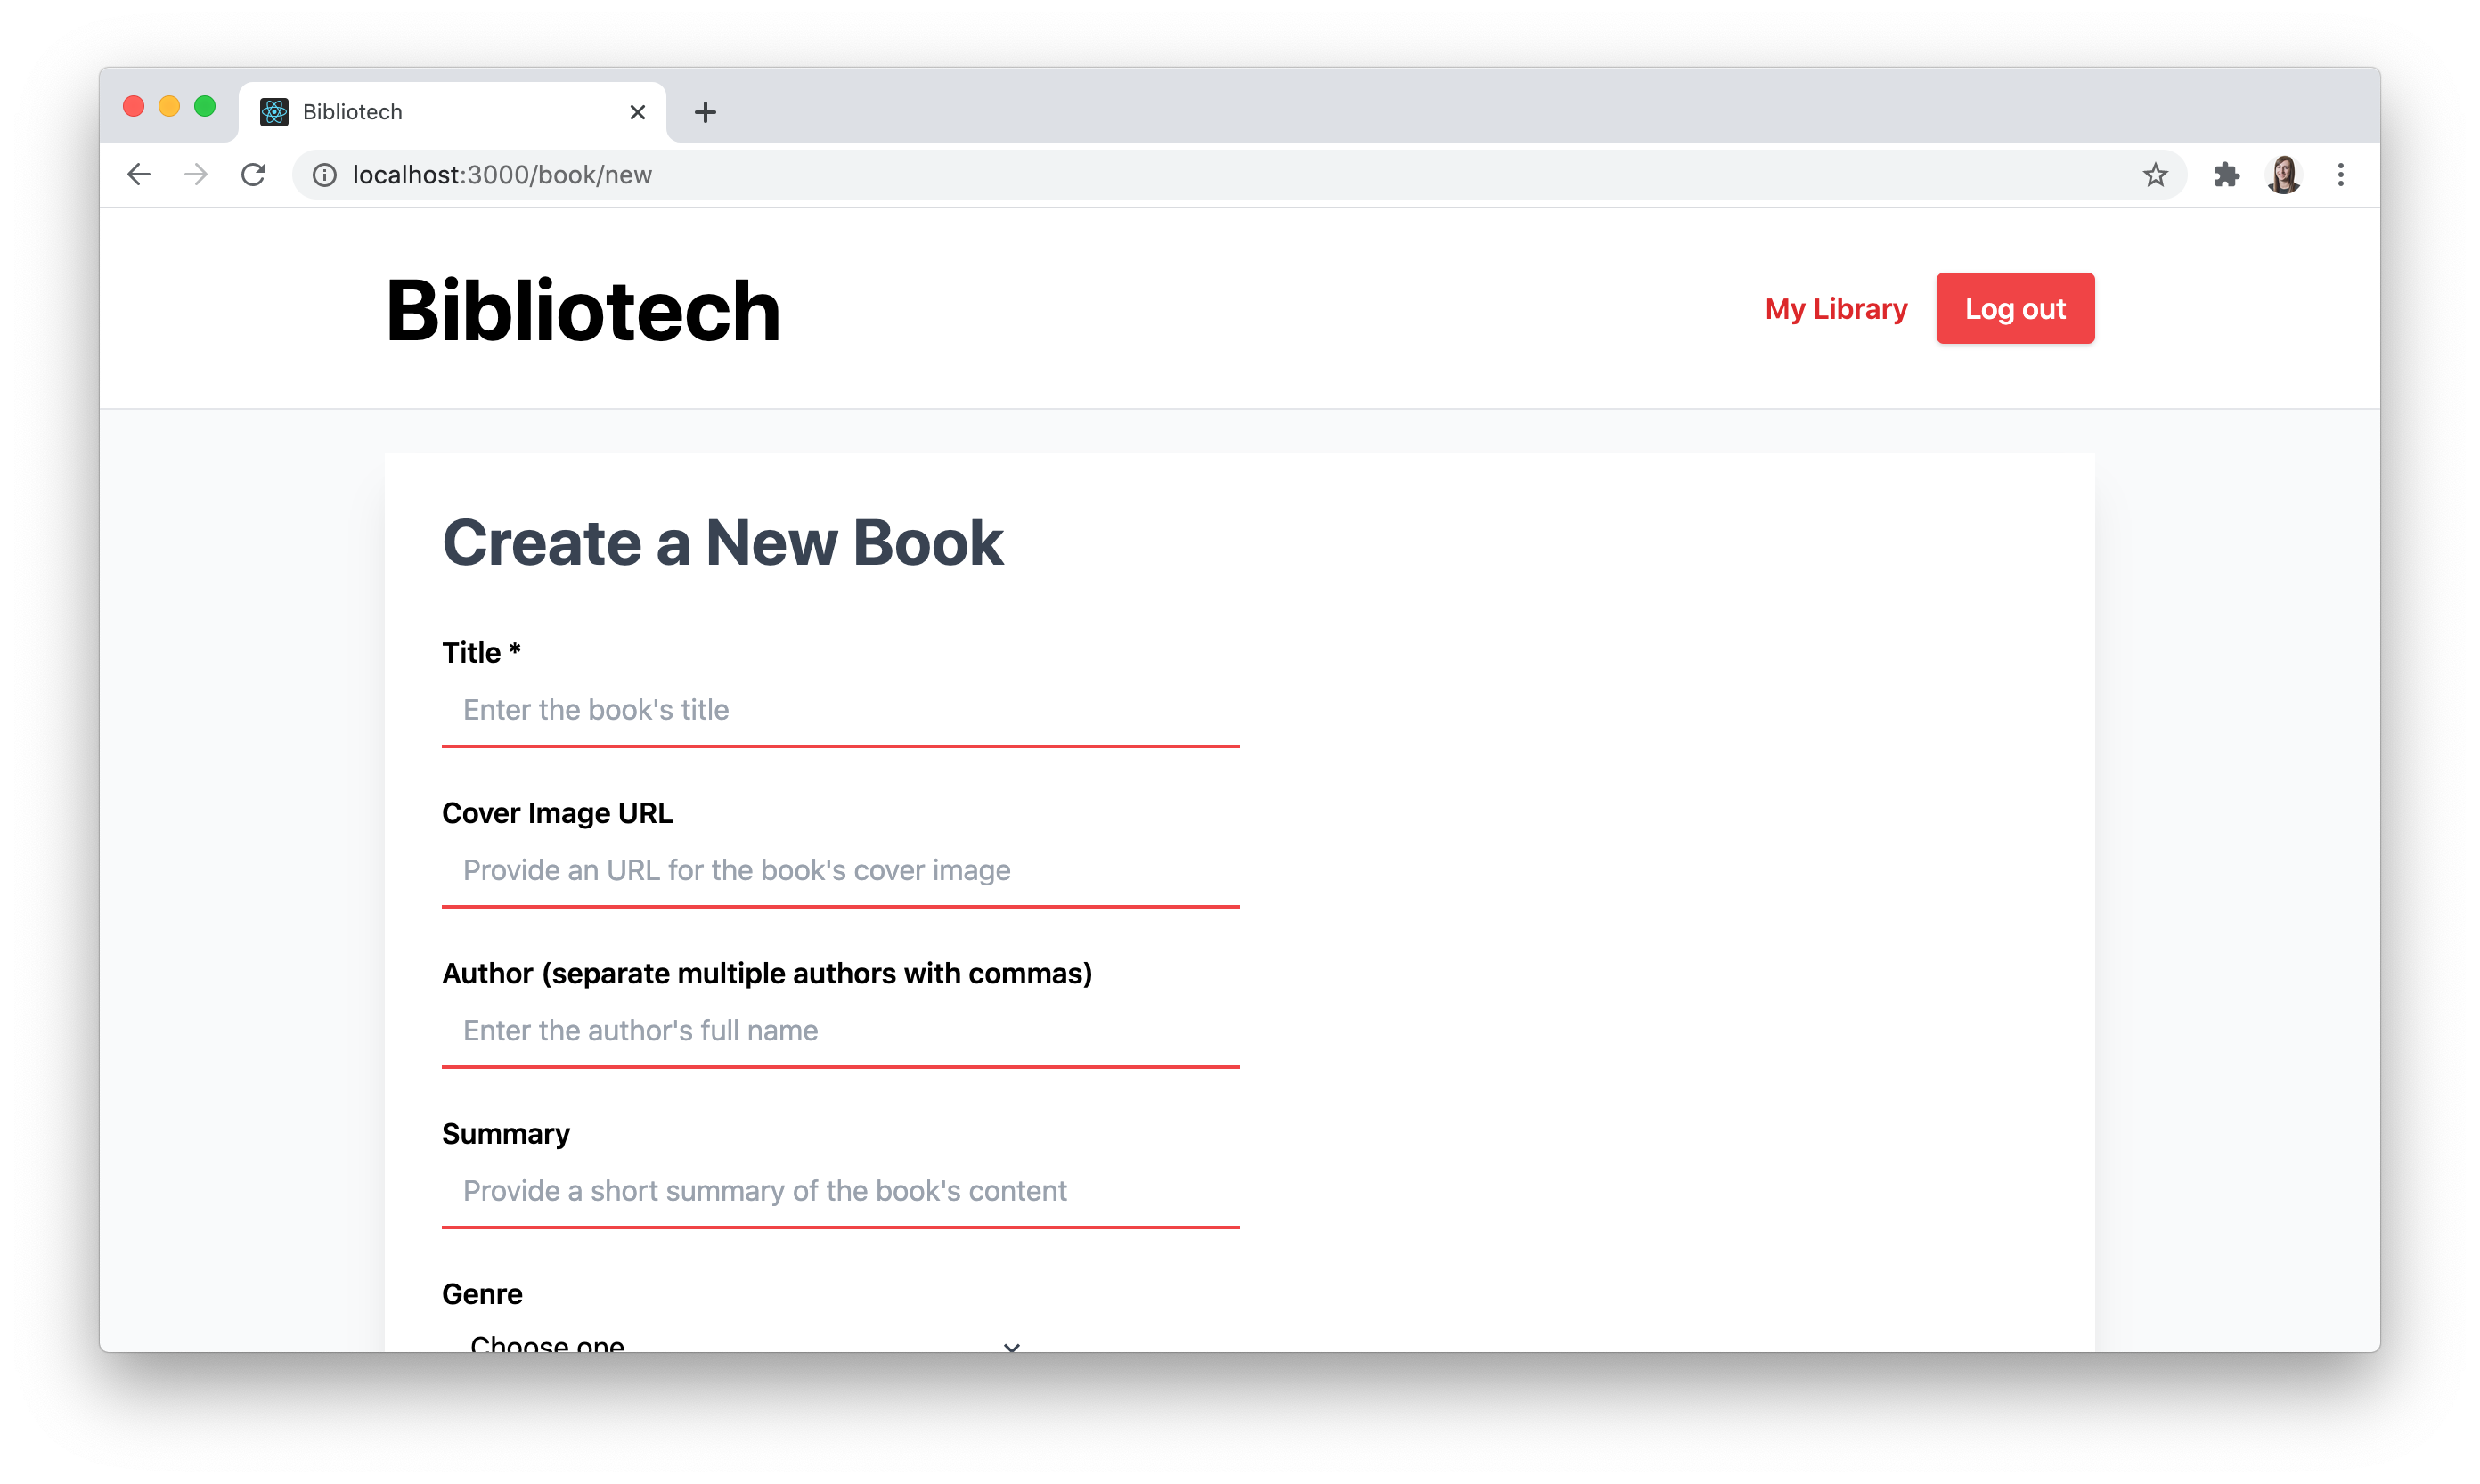 Bibliotech
localhost:3000/book/new
Bibliotech
My Library
Log out
Create a New Book
Title *
Enter the book's title
Cover Image URL
Provide an URL for the book's cover image
Author (separate multiple authors with commas)
Enter the author's full name
Summary
Provide a short summary of the book's content
Genre
Choose one